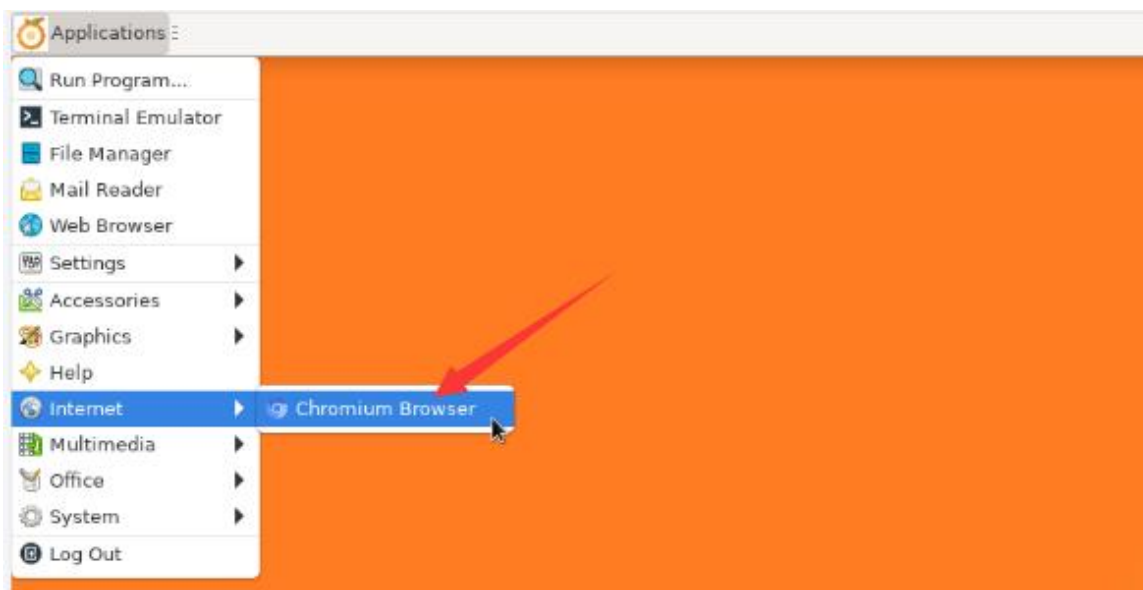 Applications
Run Program...
Terminal Emulator
File Manager
Mail Reader
Web Browser
Settings
Accessories
Graphics
Help
Internet
Chromium Browser
Multimedia
Office
System
Log Out